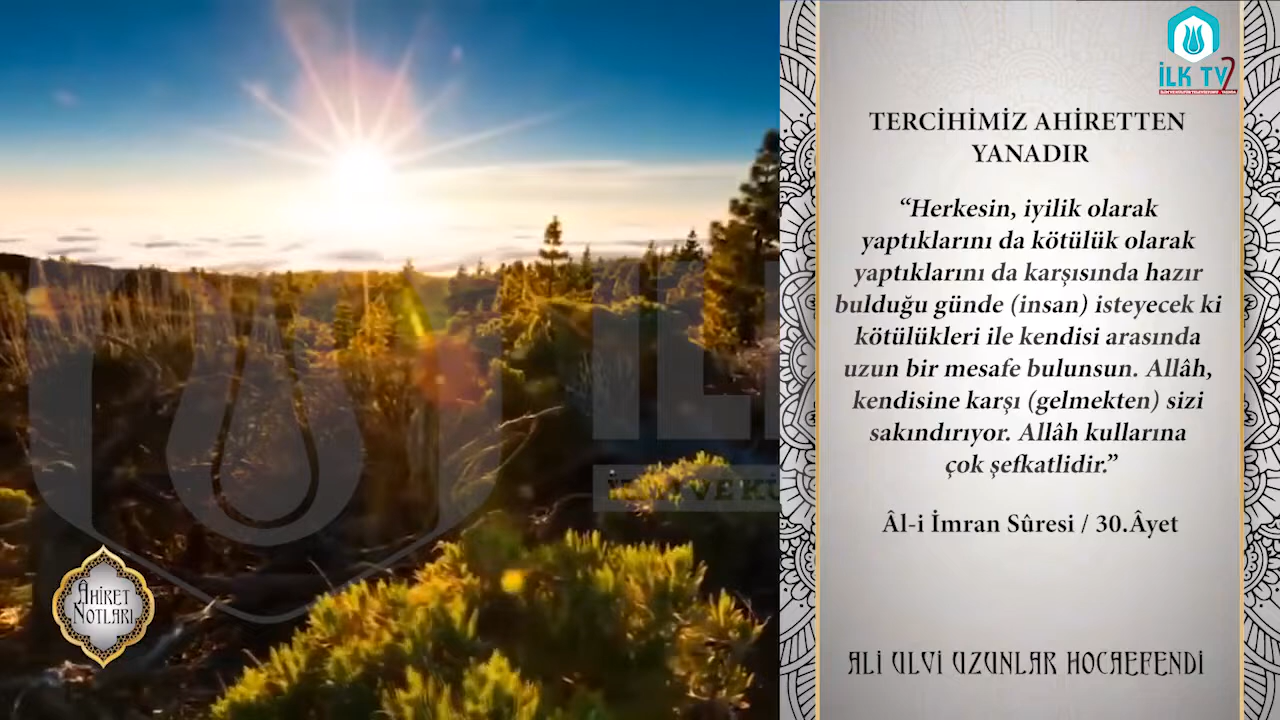 İLK TV2
TERCİHİMİZ AHİRETTEN
YANADIR
“Herkesin, iyilik olarak
yaptıklarını da kötülük olarak
yaptıklarını da karşısında hazır
bulduğu günde (insan) isteyecek ki
kötülükleri ile kendisi arasında
uzun bir mesafe bulunsun. Allâh,
kendisine karşı (gelmekten) sizi
sakındırıyor. Allâh kullarına
çok şefkatlidir.”
Âl-i İmran Sûresi / 30.Âyet
ALİ ULVİ UZUNLAR HOCAEFENDİ
AHİRET
NOTLARI